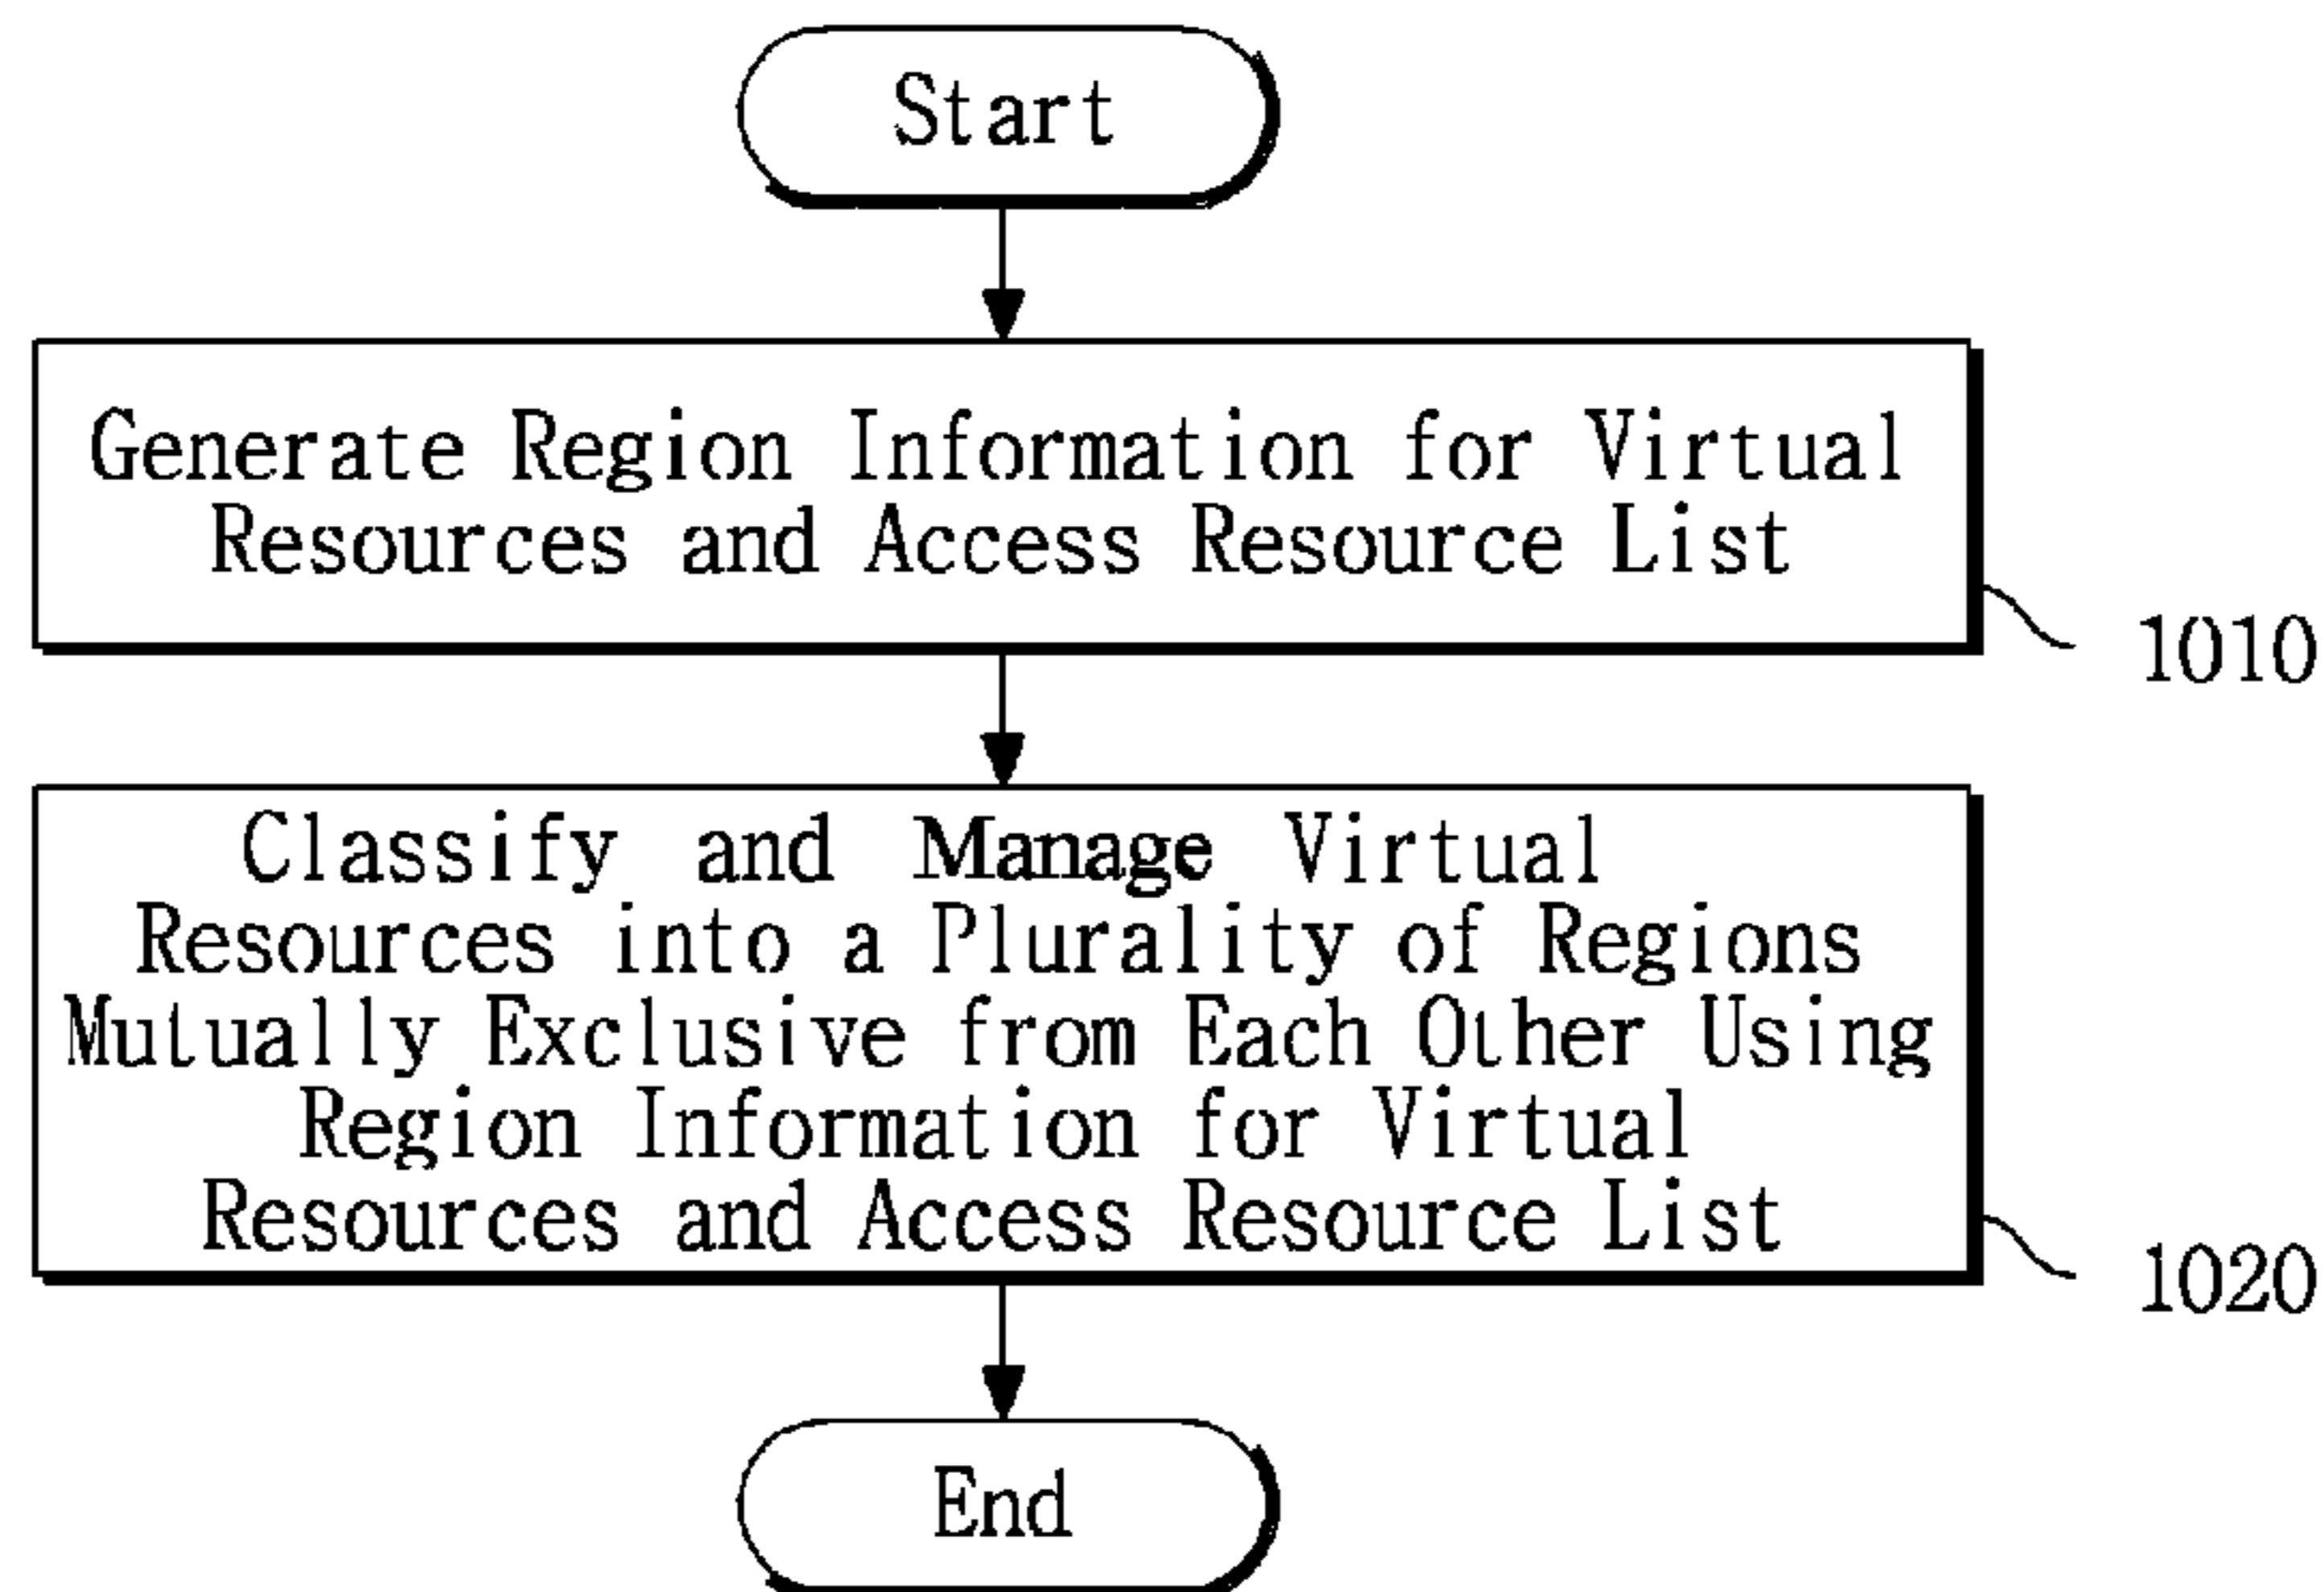 Start
Generate Region Information for Virtual
Resources and Access Resource List
1010
Classify and Manage Virtual
Resources into a Plurality of Regions
Mutually Exclusive from Each Other Using
Region Information for Virtual
Resources and Access Resource List
1020
End